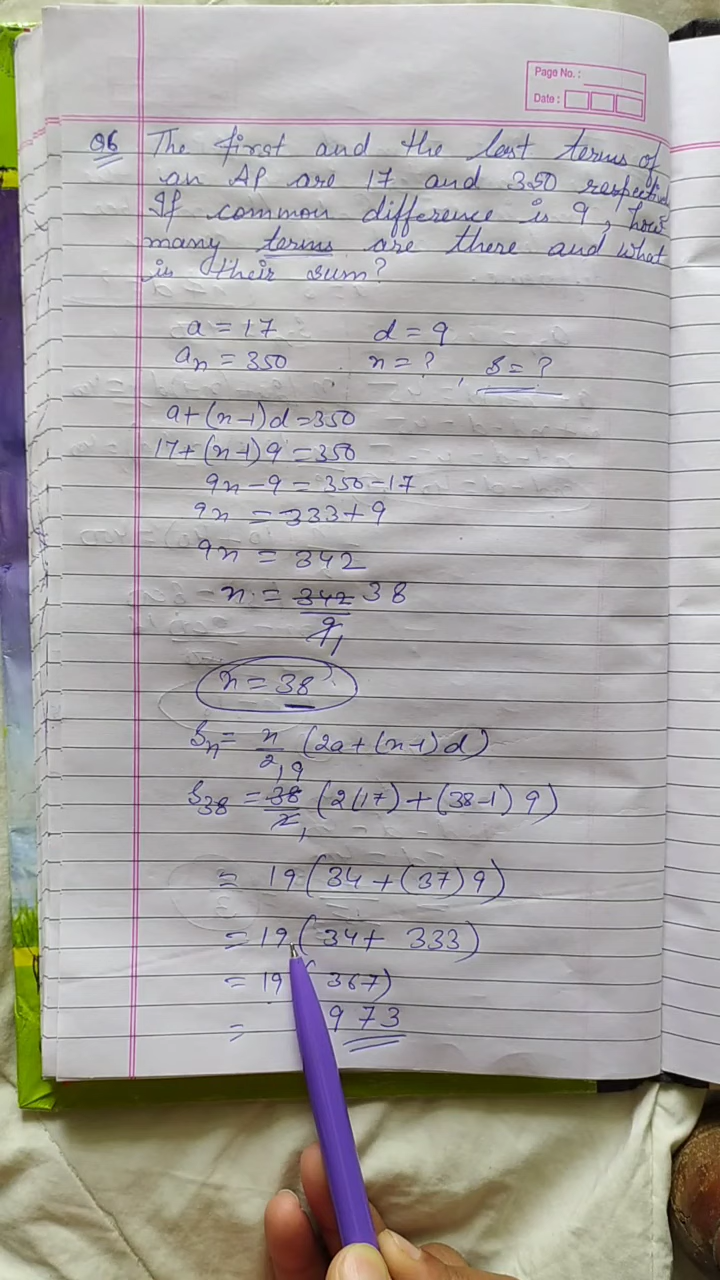 Page No. :
Date :
Q6 The first and the last terms of
an AP are 17 and 350 respectiv
If common difference is 9, how
many terms are there and what
is their sum?
a = 17 d = 9
an = 350 n = ? , S = ?
a+(n-1)d=350
17+(n-1)9=350
9n-9=350-17
9n = 333+9
9n = 342
n = 342/9 38
n = 38
Sn = n/2 (2a+(n-1)d)
S38 = 38/2 (2(17)+(38-1)9)
= 19(34+(37)9)
= 19(34+ 333)
= 19(367)
= 973